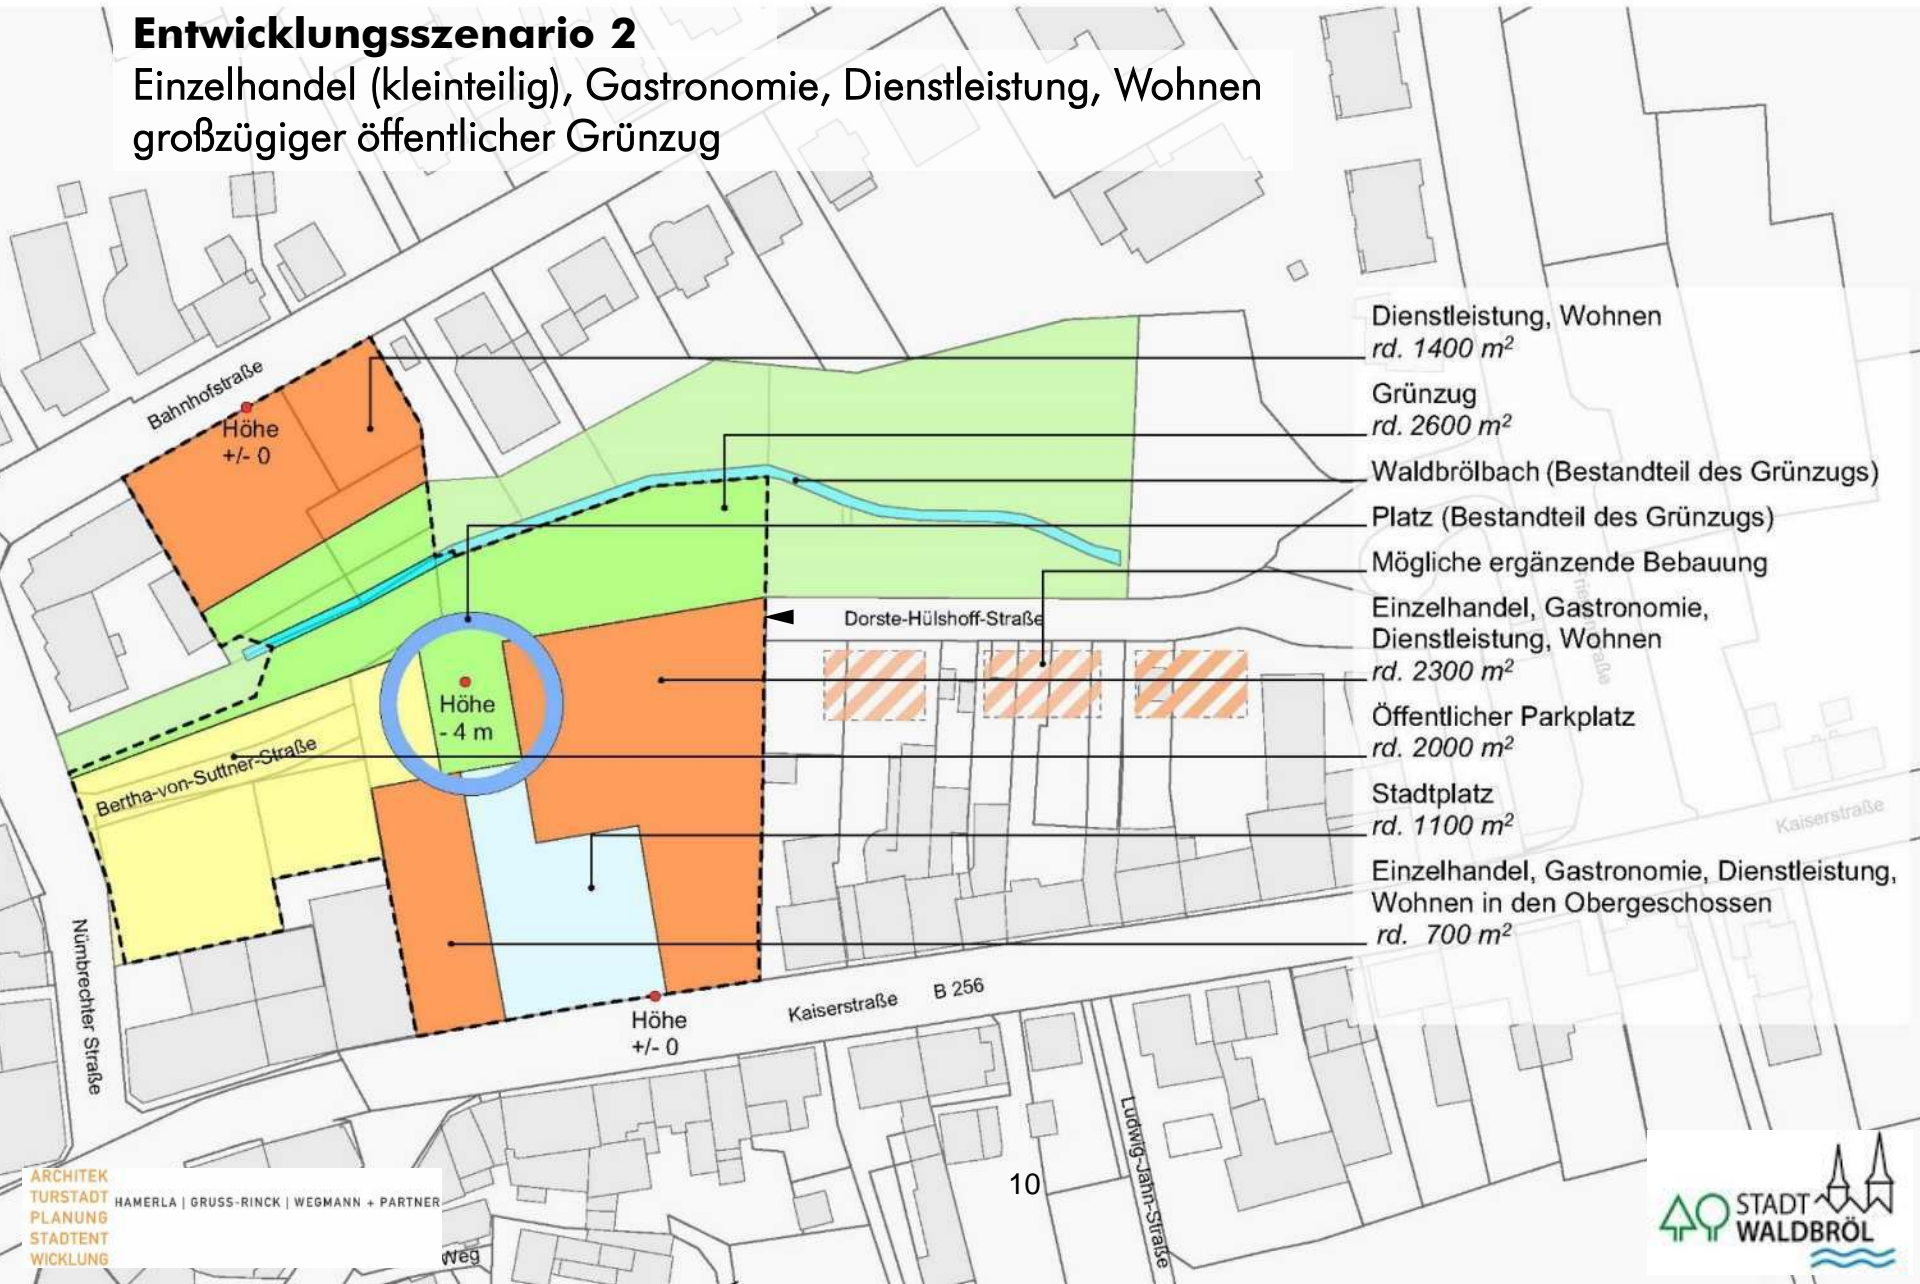 Entwicklungsszenario 2
Einzelhandel (kleinteilig), Gastronomie, Dienstleistung, Wohnen
großzügiger öffentlicher Grünzug
Dienstleistung, Wohnen
rd. 1400 m²
Grünzug
rd. 2600 m²
Waldbrölbach (Bestandteil des Grünzugs)
Platz (Bestandteil des Grünzugs)
Mögliche ergänzende Bebauung
Einzelhandel, Gastronomie,
Dienstleistung, Wohnen
rd. 2300 m²
Öffentlicher Parkplatz
rd. 2000 m²
Stadtplatz
rd. 1100 m²
Einzelhandel, Gastronomie, Dienstleistung,
Wohnen in den Obergeschossen
rd. 700 m²
Bahnhofstraße
Höhe
+/- 0
Dorste-Hülshoff-Straße
Höhe
- 4 m
Bertha-von-Suttner-Straße
Nümbrechter Straße
Höhe
+/- 0
Kaiserstraße
B 256
Kaiserstraße
Ludwig-Jahn-Straße
Weg
10
ARCHITEK
TURSTADT
PLANUNG
STADTENT
WICKLUNG
HAMERLA | GRUSS-RINCK | WEGMANN + PARTNER
STADT
WALDBRÖL